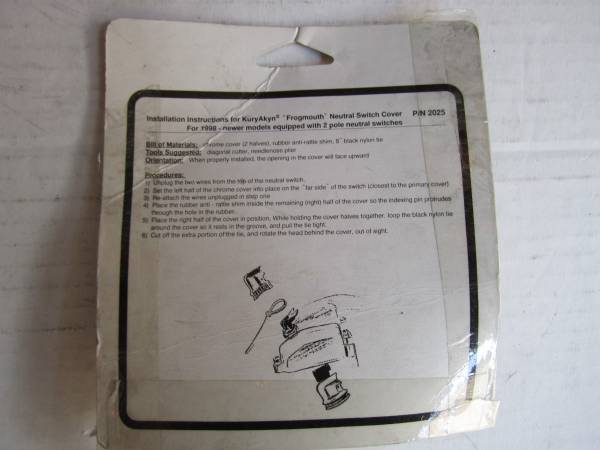 Installation Instructions for KuryAkyn® "Frogmouth" Neutral Switch Cover P/N 2025
For 1998 - newer models equipped with 2 pole neutral switches
Bill of Materials: chrome cover (2 halves), rubber anti-rattle shim, 8" black nylon tie
Tools Suggested: diagonal cutter, needlenose plier
Orientation: When properly installed, the opening in the cover will face upward
Procedures:
1) Unplug the two wires from the top of the neutral switch.
2) Set the left half of the chrome cover into place on the "far side" of the switch (closest to the primary cover)
3) Re-attach the wires unplugged in step one
4) Place the rubber anti - rattle shim inside the remaining (right) half of the cover so the indexing pin protrudes
through the hole in the rubber.
5) Place the right half of the cover in position, While holding the cover halves together, loop the black nylon tie
around the cover so it rests in the groove, and pull the tie tight.
6) Cut off the extra portion of the tie, and rotate the head behind the cover, out of sight.